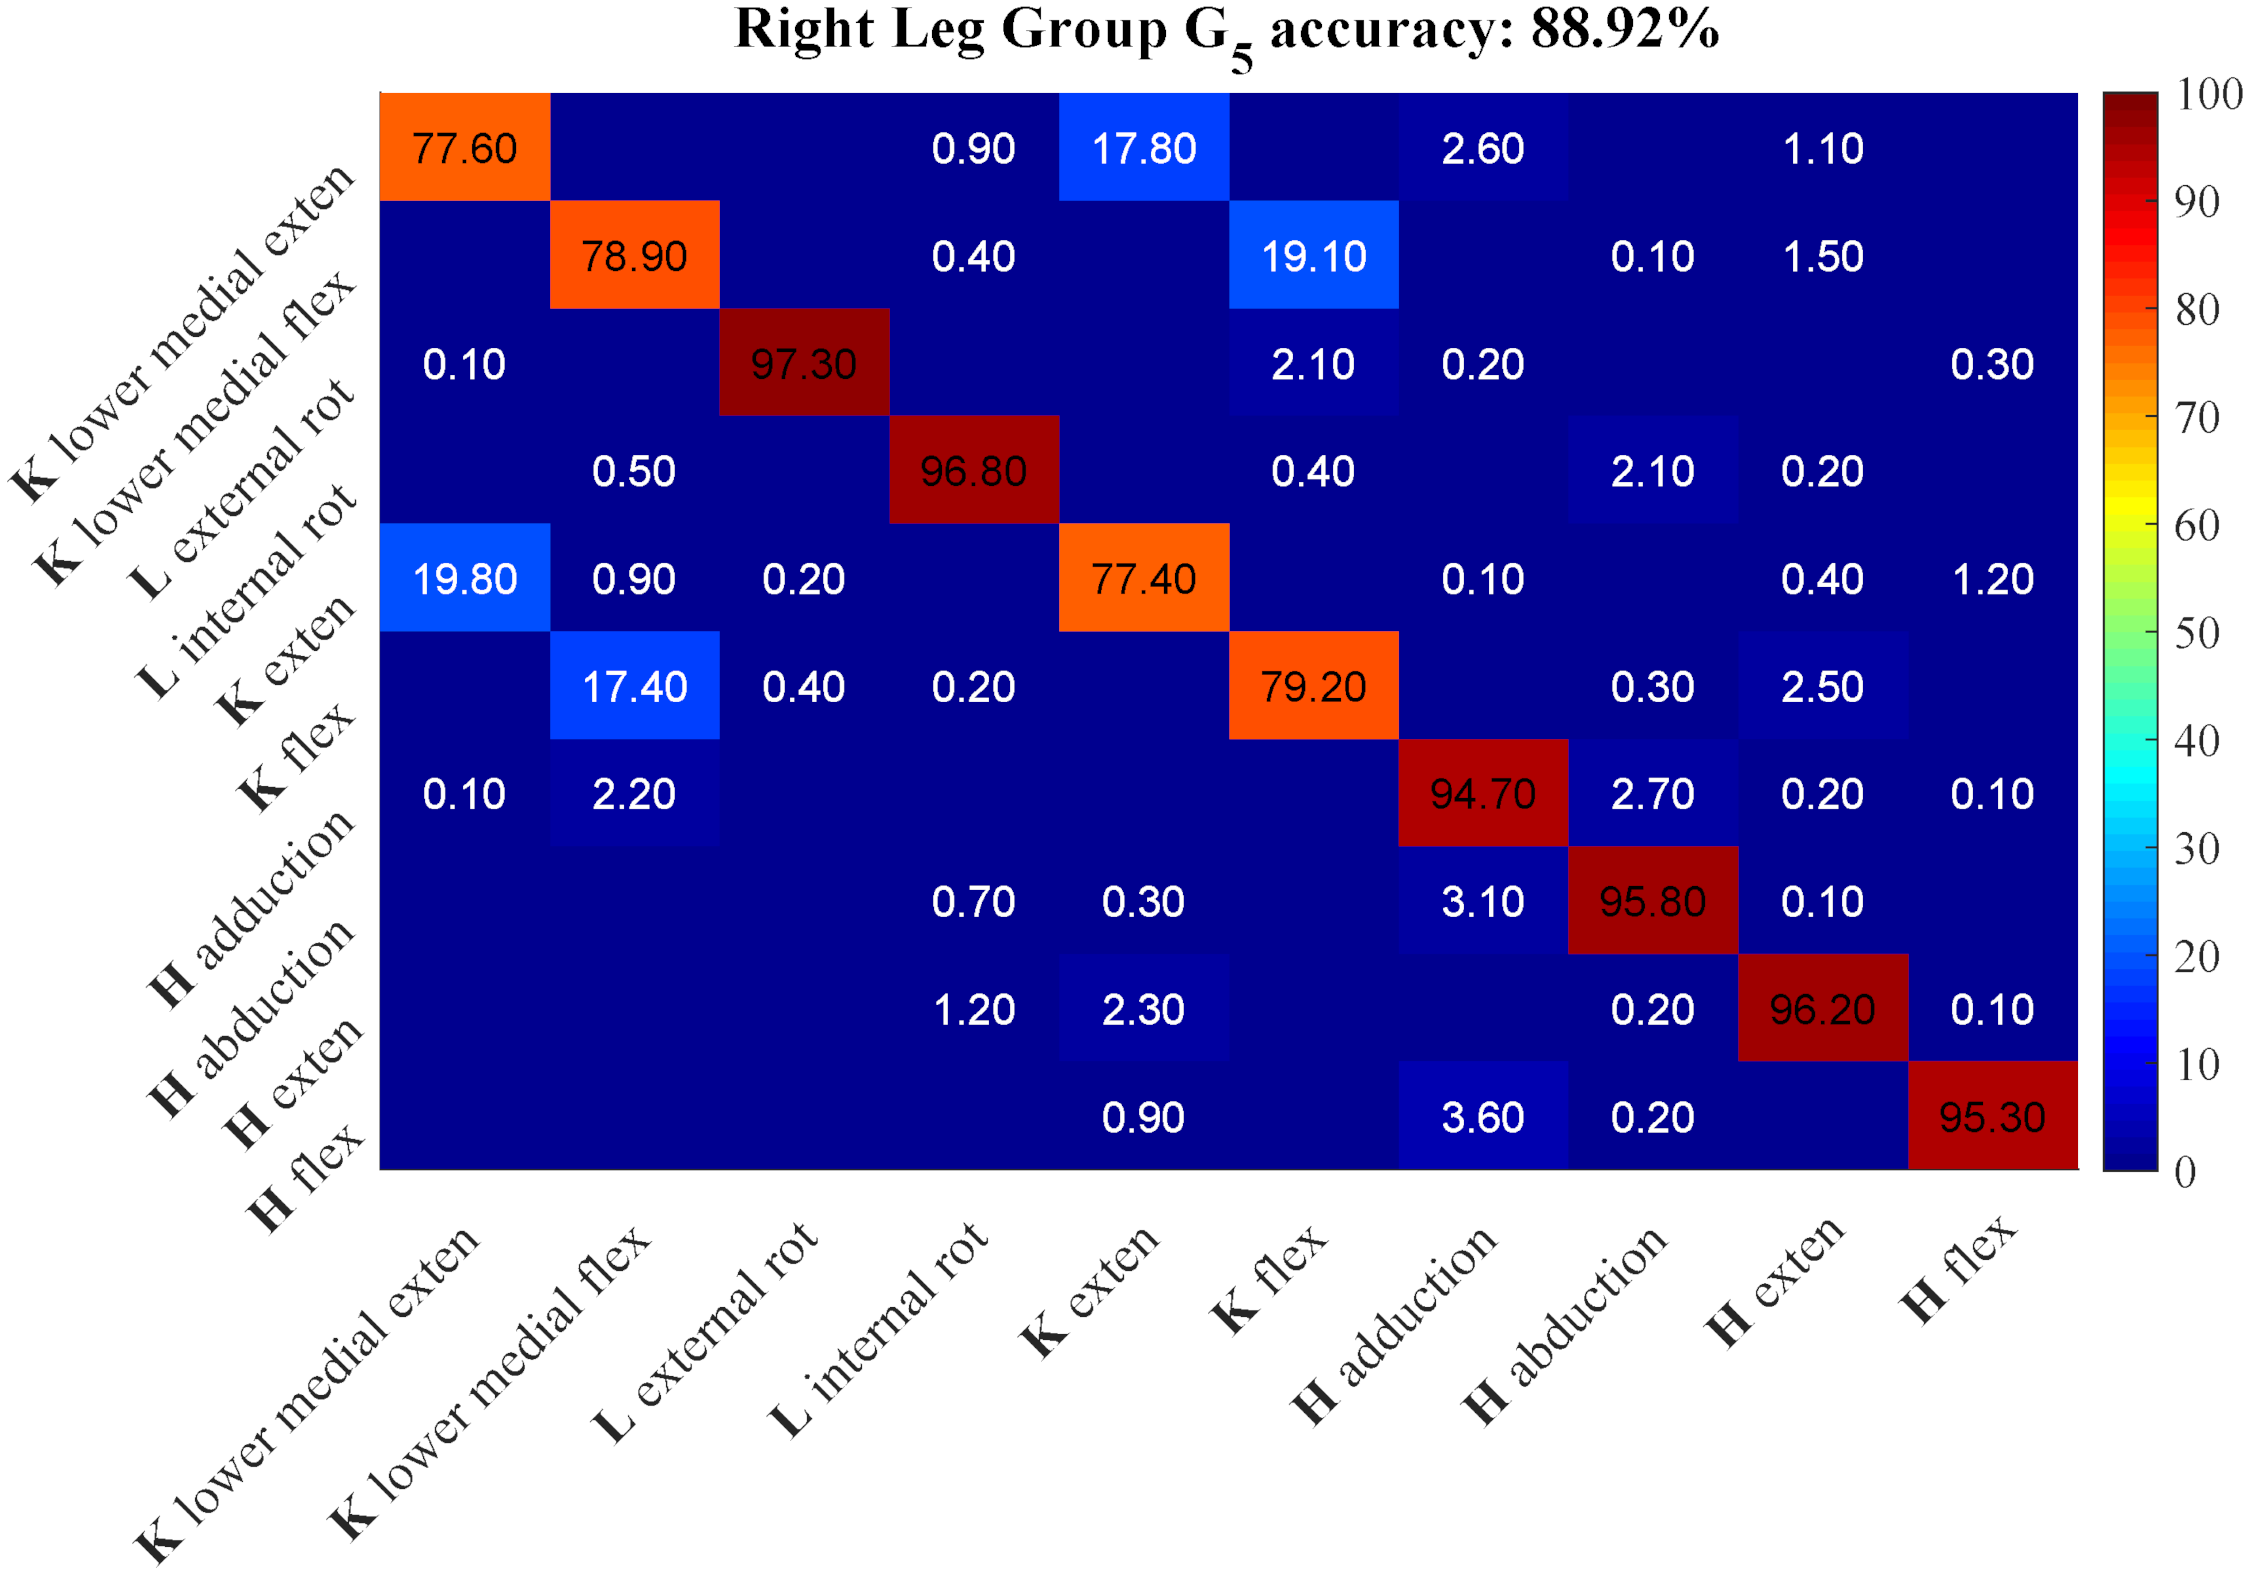 Right Leg Group G5 accuracy: 88.92%
100
77.60 0.90 17.80 2.60 1.10
K lower medial exten
90
78.90 0.40 19.10 0.10 1.50
K lower medial flex
80
0.10 97.30 2.10 0.20 0.30
L external rot
70
0.50 96.80 0.40 2.10 0.20
L internal rot
60
19.80 0.90 0.20 77.40 0.10 0.40 1.20
K exten
50
17.40 0.40 0.20 79.20 0.30 2.50
K flex
40
0.10 2.20 94.70 2.70 0.20 0.10
H adduction
30
0.70 0.30 3.10 95.80 0.10
H abduction
20
1.20 2.30 0.20 96.20 0.10
H exten
10
0.90 3.60 0.20 95.30
H flex
0
K lower medial exten
K lower medial flex
L external rot
L internal rot
K exten
K flex
H adduction
H abduction
H exten
H flex